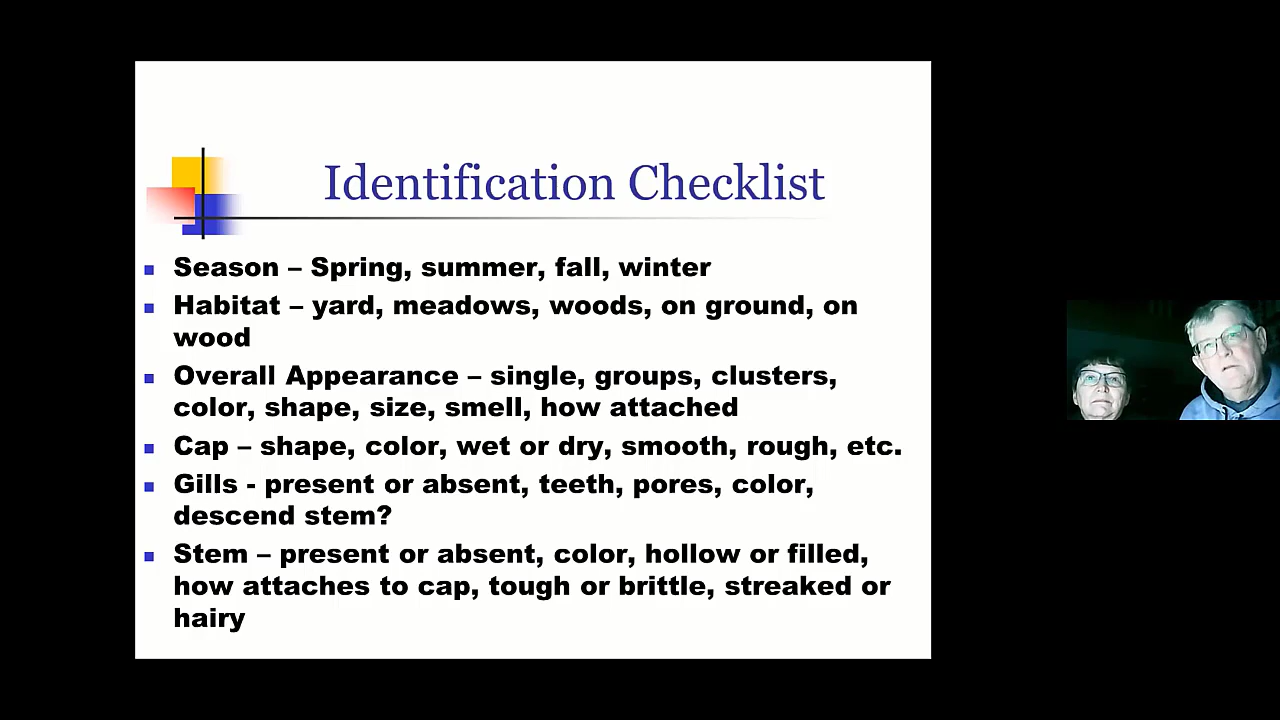 Identification Checklist
Season – Spring, summer, fall, winter
Habitat – yard, meadows, woods, on ground, on
wood
Overall Appearance – single, groups, clusters,
color, shape, size, smell, how attached
Cap – shape, color, wet or dry, smooth, rough, etc.
Gills - present or absent, teeth, pores, color,
descend stem?
Stem – present or absent, color, hollow or filled,
how attaches to cap, tough or brittle, streaked or
hairy